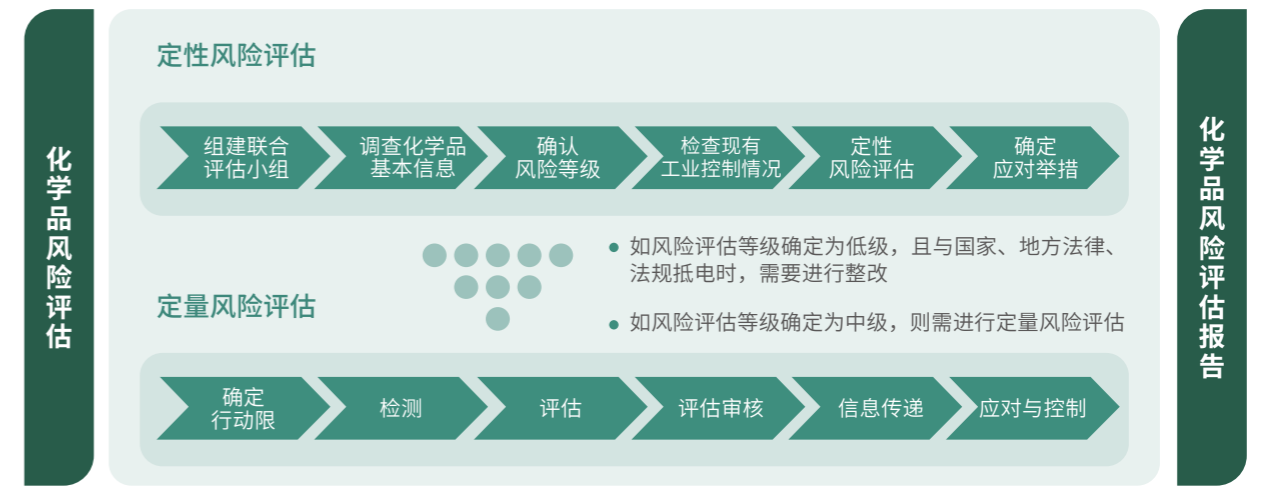 化学品风险评估
定性风险评估
组建联合
评估小组
调查化学品
基本信息
确认
风险等级
检查现有
工业控制情况
定性
风险评估
确定
应对举措
如风险评估等级确定为低级，且与国家、地方法律、
法规抵电时，需要进行整改
如风险评估等级确定为中级，则需进行定量风险评估
定量风险评估
确定
行动限
检测
评估
评估审核
信息传递
应对与控制
化学品风险评估报告